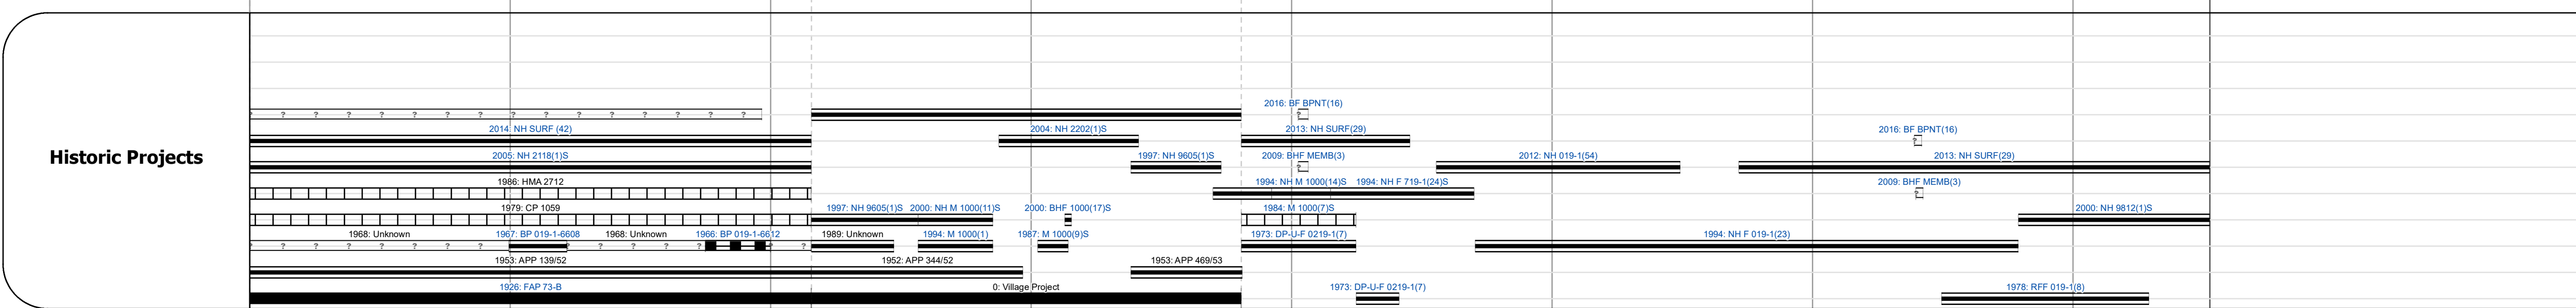 Historic Projects
2016: BF BPNT(16)
2014: NH SURF (42)
2004: NH 2202(1)S
2013: NH SURF(29)
2016: BF BPNT(16)
2005: NH 2118(1)S
1997: NH 9605(1)S
2009: BHF MEMB(3)
2012: NH 019-1(54)
2013: NH SURF(29)
1986: HMA 2712
1994: NH M 1000(14)S
1994: NH F 719-1(24)S
2009: BHF MEMB(3)
1979: CP 1059
1997: NH 9605(1)S
2000: NH M 1000(11)S
2000: BHF 1000(17)S
1984: M 1000(7)S
2000: NH 9812(1)S
1968: Unknown
1967: BP 019-1-6608
1968: Unknown
1966: BP 019-1-6612
1989: Unknown
1994: M 1000(1)
1987: M 1000(9)S
1973: DP-U-F 0219-1(7)
1994: NH F 019-1(23)
1953: APP 139/52
1952: APP 344/52
1953: APP 469/53
1926: FAP 73-B
0: Village Project
1973: DP-U-F 0219-1(7)
1978: RFF 019-1(8)